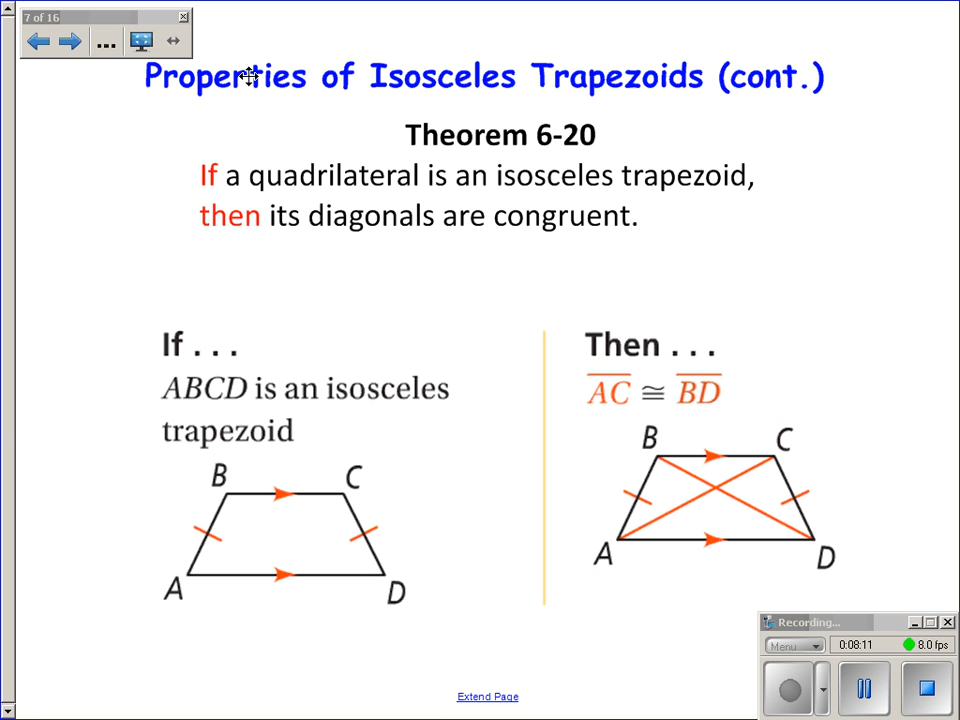 7 of 16
...
Properties of Isosceles Trapezoids (cont.)
Theorem 6-20
If a quadrilateral is an isosceles trapezoid,
then its diagonals are congruent.
If . . .
ABCD is an isosceles
trapezoid
B C
A D
Then . . .
AC ≅ BD
B C
A D
Recording...
Menu 0:08:11 8.0 fps
Extend Page